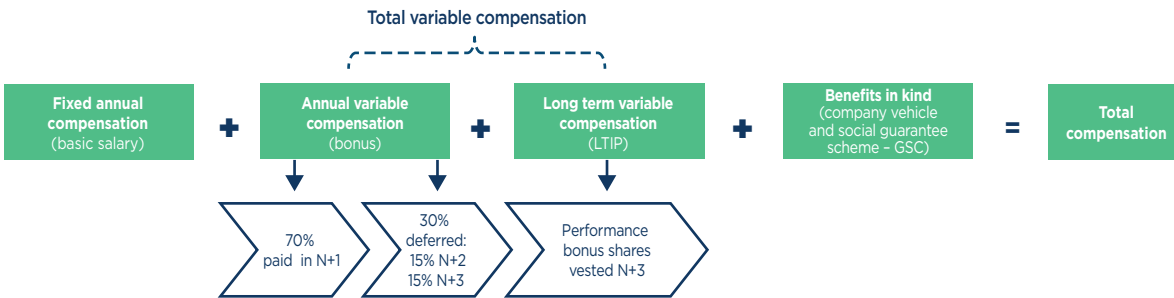 Total variable compensation
Fixed annual
compensation
(basic salary)
+
Annual variable
compensation
(bonus)
+
Long term variable
compensation
(LTIP)
+
Benefits in kind
(company vehicle
and social guarantee
scheme – GSC)
=
Total
compensation
70%
paid in N+1
30%
deferred:
15% N+2
15% N+3
Performance
bonus shares
vested N+3